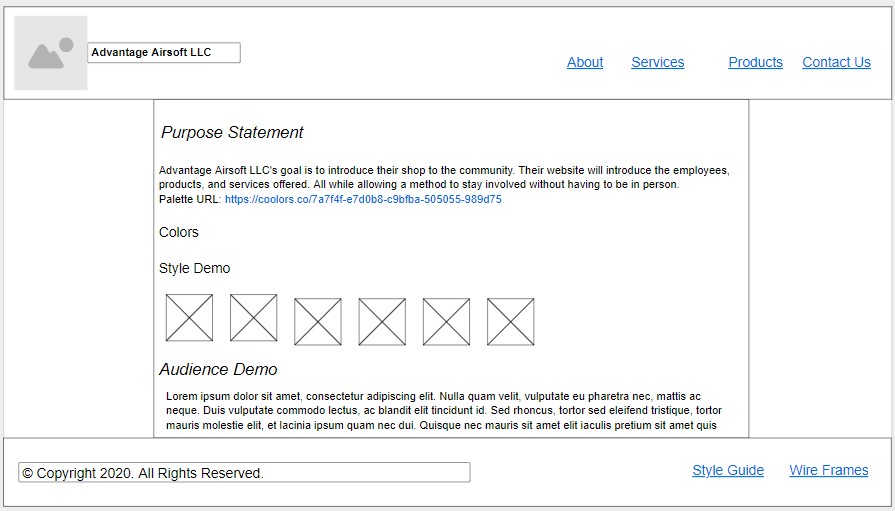 Advantage Airsoft LLC
About Services Products Contact Us
Purpose Statement
Advantage Airsoft LLC's goal is to introduce their shop to the community. Their website will introduce the employees,
products, and services offered. All while allowing a method to stay involved without having to be in person.
Palette URL: https://coolors.co/7a7f4f-e7d0b8-c9bfba-505055-989d75
Colors
Style Demo
Audience Demo
Lorem ipsum dolor sit amet, consectetur adipiscing elit. Nulla quam velit, vulputate eu pharetra nec, mattis ac
neque. Duis vulputate commodo lectus, ac blandit elit tincidunt id. Sed rhoncus, tortor sed eleifend tristique, tortor
mauris molestie elit, et lacinia ipsum quam nec dui. Quisque nec mauris sit amet elit iaculis pretium sit amet quis
© Copyright 2020. All Rights Reserved.
Style Guide Wire Frames